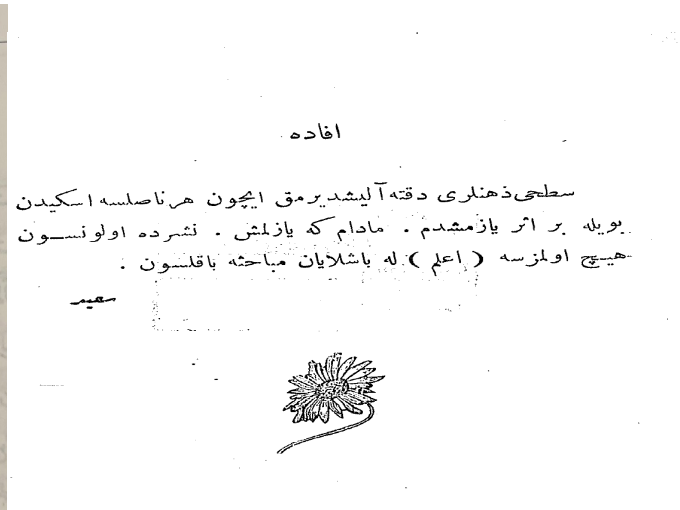 افاده
سطحی ذهنلری دقته آلیشدیرمق ایچون هر ناصلسه اسکیدن
بویله بر اثر یازمشدم . مادام که یازلمش . نشرده اولونسون
هیچ اولمزسه ( اعلم ) له باشلایان مباحثه باقلسون .
سعید